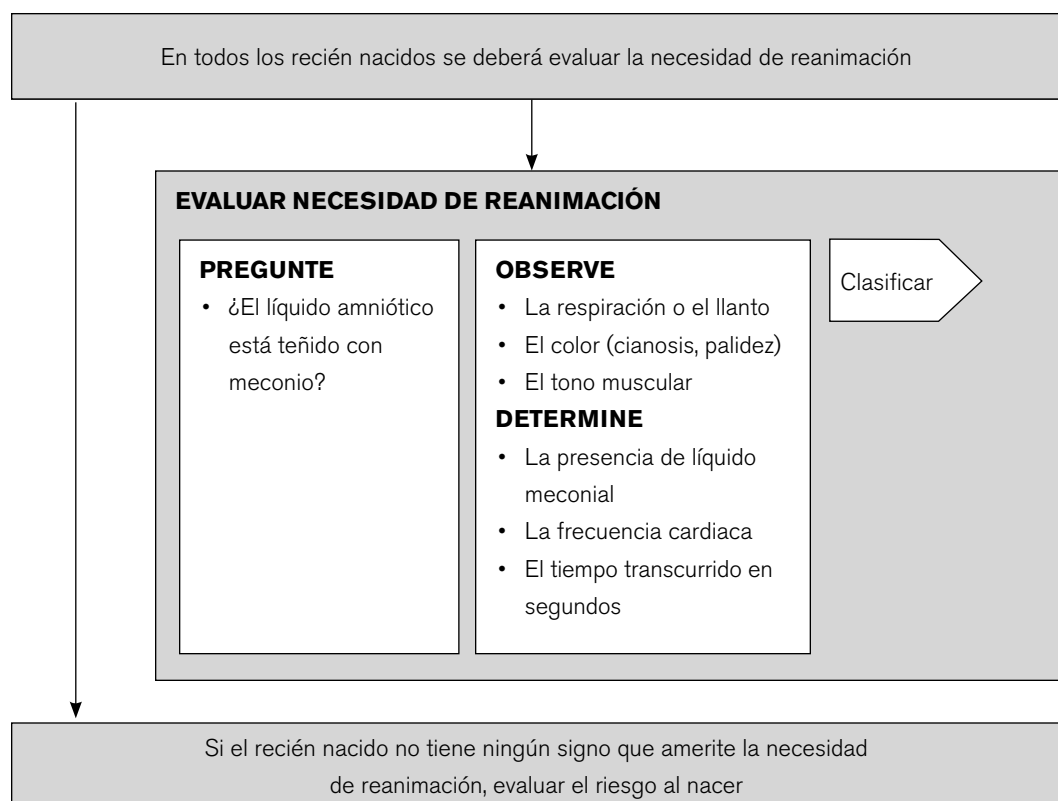 En todos los recién nacidos se deberá evaluar la necesidad de reanimación
EVALUAR NECESIDAD DE REANIMACIÓN
PREGUNTE
• ¿El líquido amniótico
está teñido con
meconio?
OBSERVE
• La respiración o el llanto
• El color (cianosis, palidez)
• El tono muscular
DETERMINE
• La presencia de líquido
meconial
• La frecuencia cardiaca
• El tiempo transcurrido en
segundos
Clasificar
Si el recién nacido no tiene ningún signo que amerite la necesidad
de reanimación, evaluar el riesgo al nacer